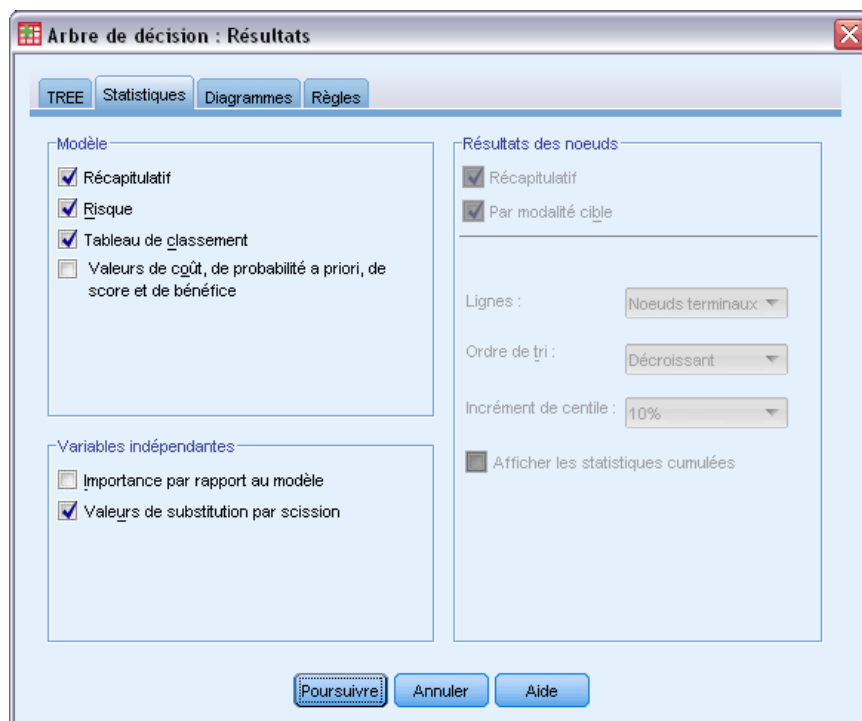 Arbre de décision : Résultats
TREE
Statistiques
Diagrammes
Règles
Modèle
Récapitulatif
Risque
Tableau de classement
Valeurs de coût, de probabilité a priori, de
score et de bénéfice
Variables indépendantes
Importance par rapport au modèle
Valeurs de substitution par scission
Résultats des noeuds
Récapitulatif
Par modalité cible
Lignes :
Noeuds terminaux
Ordre de tri :
Décroissant
Incrément de centile :
10%
Afficher les statistiques cumulées
Poursuivre
Annuler
Aide